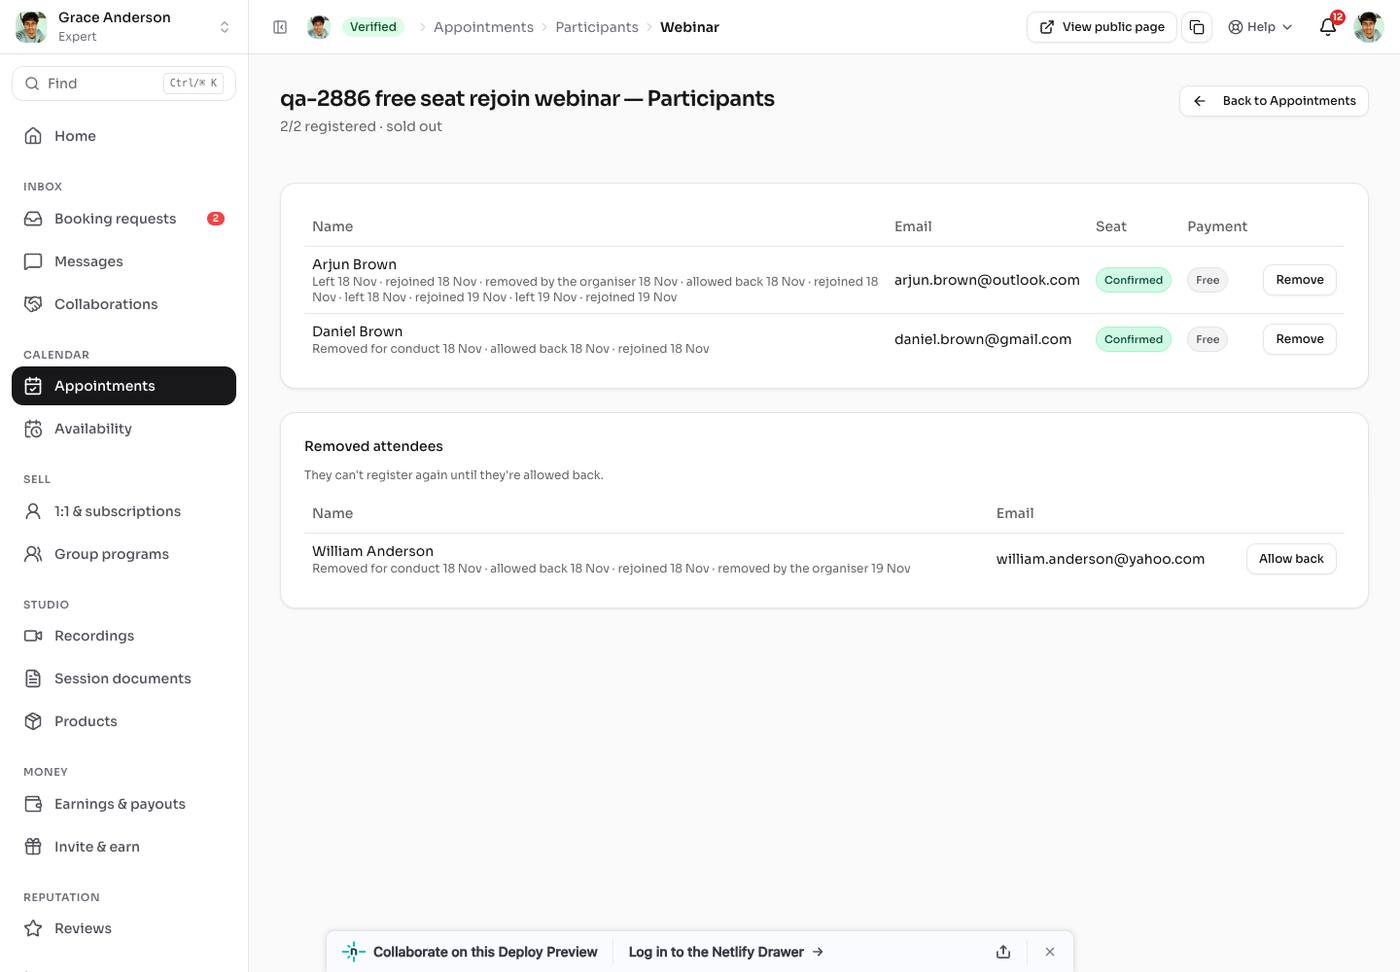 Grace Anderson
Expert
Verified
Appointments
Participants
Webinar
View public page
Help
12
Find
Ctrl/⌘ K
Home
INBOX
Booking requests
2
Messages
Collaborations
CALENDAR
Appointments
Availability
SELL
1:1 & subscriptions
Group programs
STUDIO
Recordings
Session documents
Products
MONEY
Earnings & payouts
Invite & earn
REPUTATION
Reviews
qa-2886 free seat rejoin webinar — Participants
2/2 registered · sold out
Back to Appointments
Name Email Seat Payment
Arjun Brown
Left 18 Nov · rejoined 18 Nov · removed by the organiser 18 Nov · allowed back 18 Nov · rejoined 18
Nov · left 18 Nov · rejoined 19 Nov · left 19 Nov · rejoined 19 Nov
arjun.brown@outlook.com
Confirmed
Free
Remove
Daniel Brown
Removed for conduct 18 Nov · allowed back 18 Nov · rejoined 18 Nov
daniel.brown@gmail.com
Confirmed
Free
Remove
Removed attendees
They can't register again until they're allowed back.
Name Email
William Anderson
Removed for conduct 18 Nov · allowed back 18 Nov · rejoined 18 Nov · removed by the organiser 19 Nov
william.anderson@yahoo.com
Allow back
Collaborate on this Deploy Preview
Log in to the Netlify Drawer →